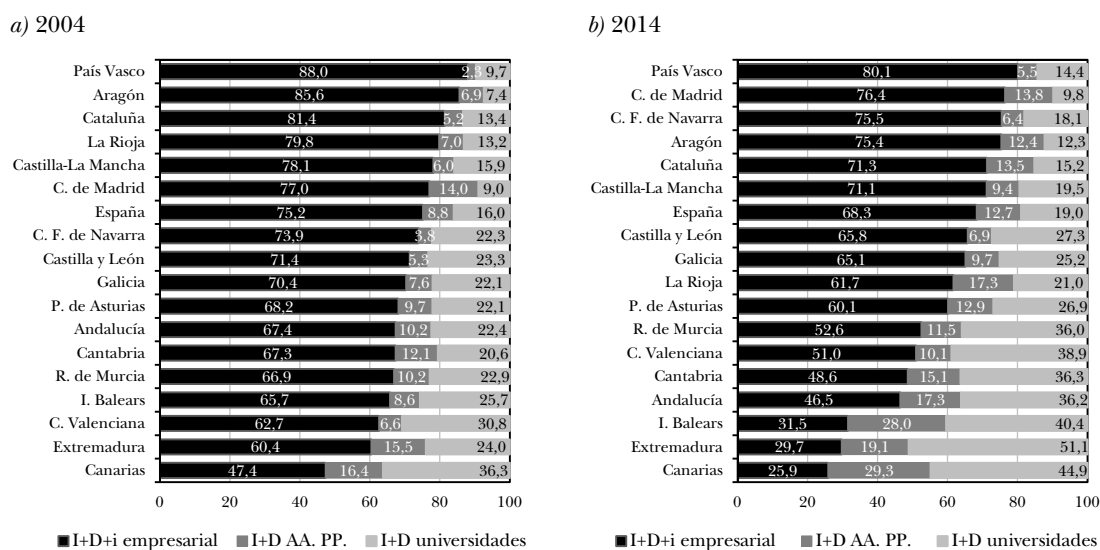 a) 2004
País Vasco 88,0 2,3 9,7
Aragón 85,6 6,9 7,4
Cataluña 81,4 5,2 13,4
La Rioja 79,8 7,0 13,2
Castilla-La Mancha 78,1 6,0 15,9
C. de Madrid 77,0 14,0 9,0
España 75,2 8,8 16,0
C. F. de Navarra 73,9 3,8 22,3
Castilla y León 71,4 5,3 23,3
Galicia 70,4 7,6 22,1
P. de Asturias 68,2 9,7 22,1
Andalucía 67,4 10,2 22,4
Cantabria 67,3 12,1 20,6
R. de Murcia 66,9 10,2 22,9
I. Balears 65,7 8,6 25,7
C. Valenciana 62,7 6,6 30,8
Extremadura 60,4 15,5 24,0
Canarias 47,4 16,4 36,3
0 20 40 60 80 100
I+D+i empresarial I+D AA. PP. I+D universidades
b) 2014
País Vasco 80,1 5,5 14,4
C. de Madrid 76,4 13,8 9,8
C. F. de Navarra 75,5 6,4 18,1
Aragón 75,4 12,4 12,3
Cataluña 71,3 13,5 15,2
Castilla-La Mancha 71,1 9,4 19,5
España 68,3 12,7 19,0
Castilla y León 65,8 6,9 27,3
Galicia 65,1 9,7 25,2
La Rioja 61,7 17,3 21,0
P. de Asturias 60,1 12,9 26,9
R. de Murcia 52,6 11,5 36,0
C. Valenciana 51,0 10,1 38,9
Cantabria 48,6 15,1 36,3
Andalucía 46,5 17,3 36,2
I. Balears 31,5 28,0 40,4
Extremadura 29,7 19,1 51,1
Canarias 25,9 29,3 44,9
0 20 40 60 80 100
I+D+i empresarial I+D AA. PP. I+D universidades